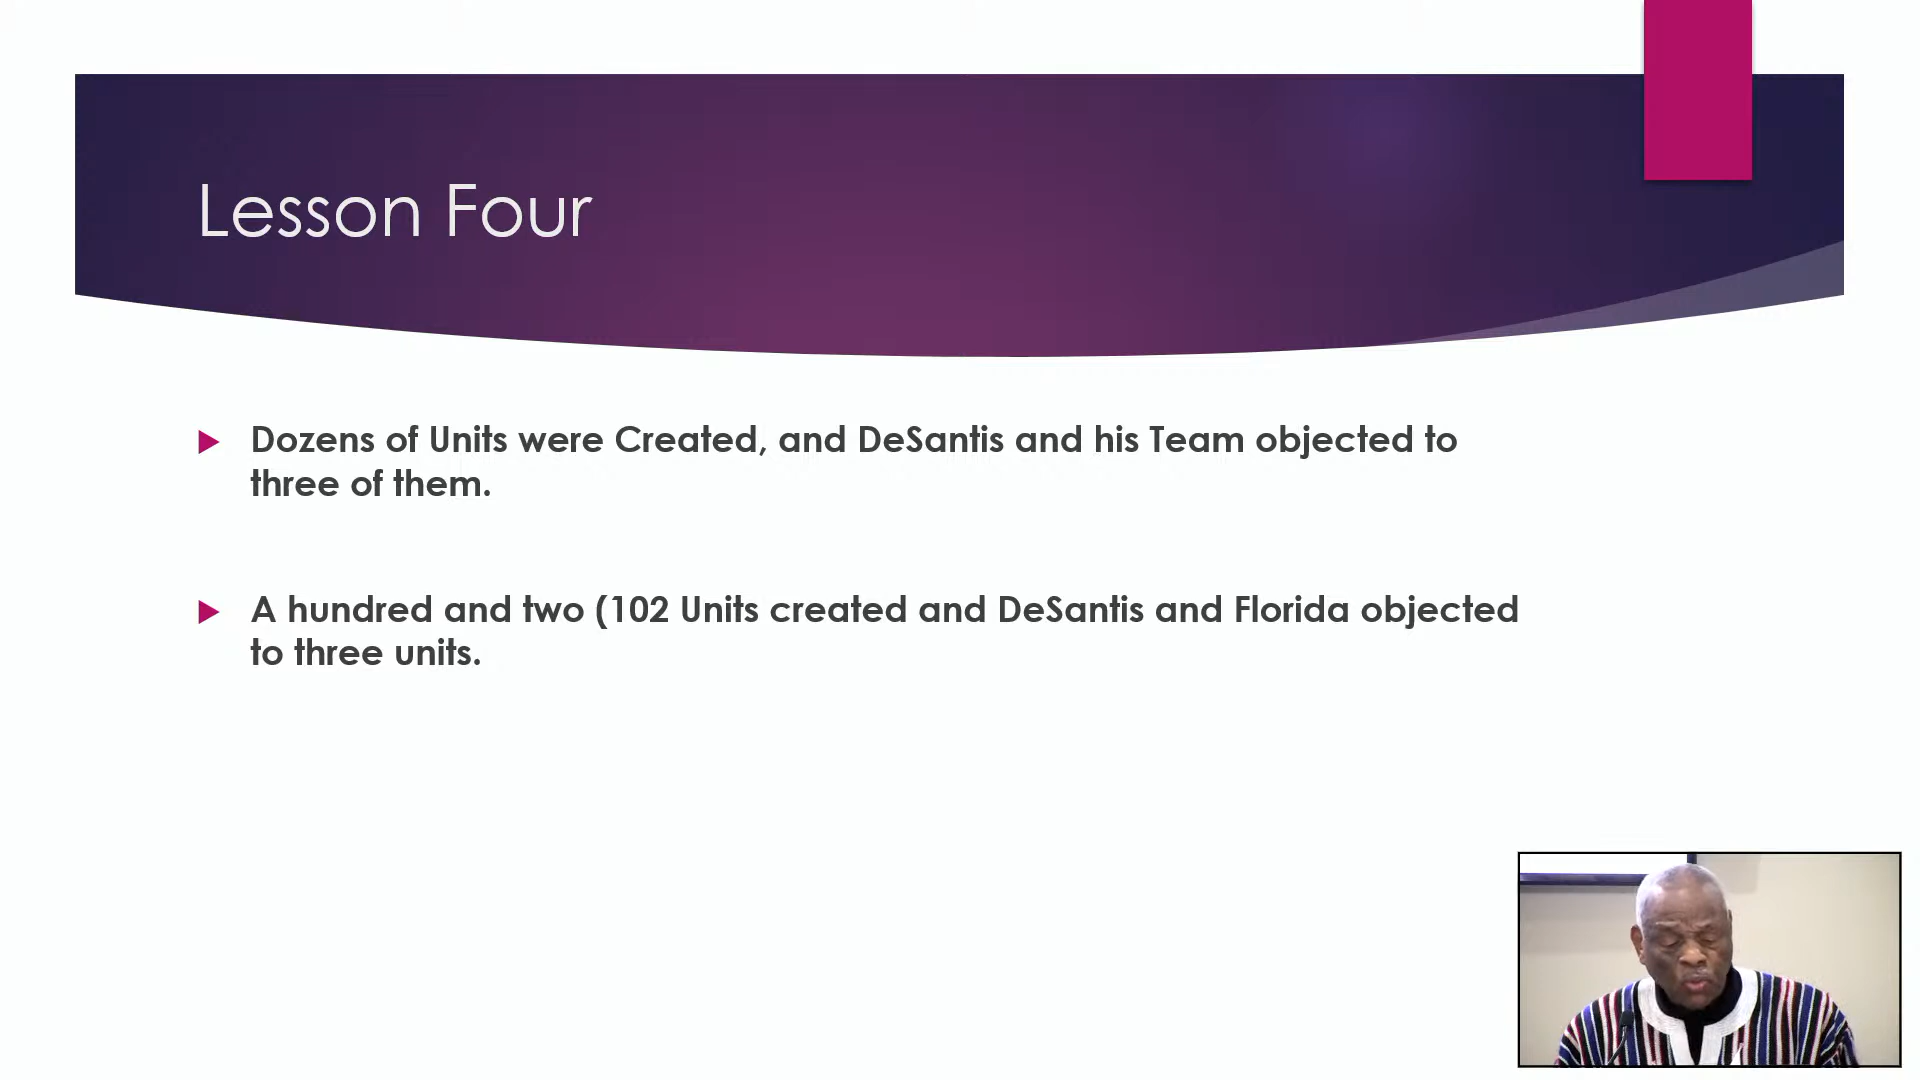 Lesson Four
Dozens of Units were Created, and DeSantis and his Team objected to
three of them.
A hundred and two (102 Units created and DeSantis and Florida objected
to three units.